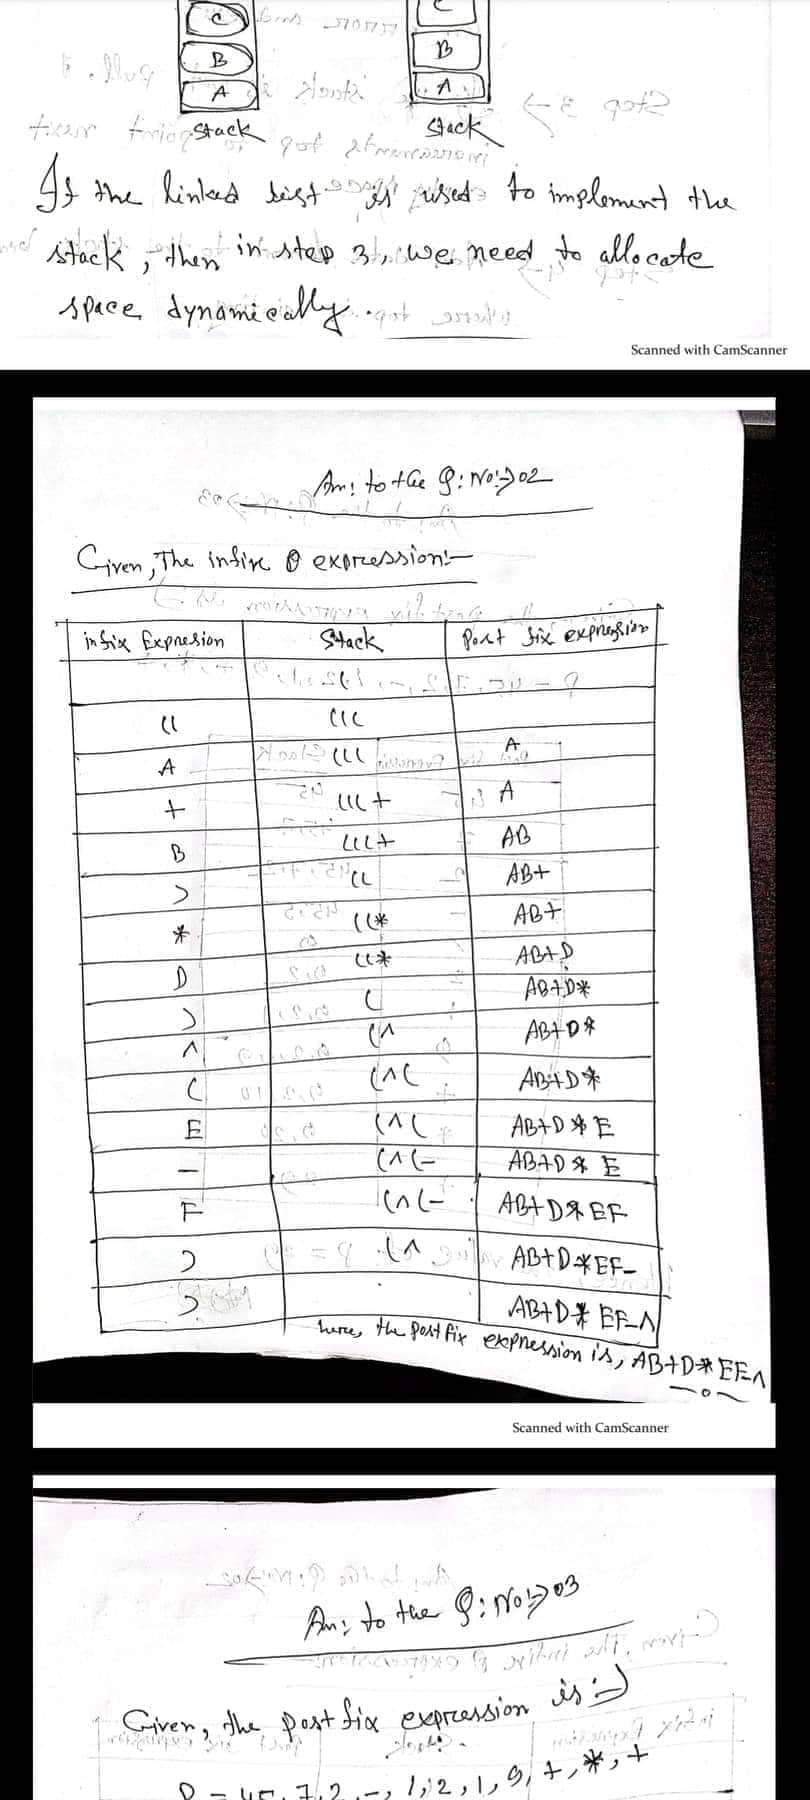 C
C
B
B
A
A
stack
stack
If the linked list is used to implement the
stack, then in step 3, we need to allocate
space dynamically.
Scanned with CamScanner
Ans to the Q: No:→02
Given, The infix expression:-
infix Expresion Stack Post fix expression
(( (((
A ((( A
+ (((+ A
B (((+ AB
) (( AB+
* ((* AB+
D ((* AB+D
) ( AB+D*
^ (^ AB+D*
( (^( AB+D*
E (^( AB+D*E
- (^(- AB+D*E
F (^(- AB+D*EF
) (^ AB+D*EF-
) AB+D*EF-^
here, the post fix expression is, AB+D*EF-^
Scanned with CamScanner
Ans to the Q: No:→03
Given, the post fix expression is :→
P = 45, 7, 2, -, 1, 2, 1, 9, +, *, +